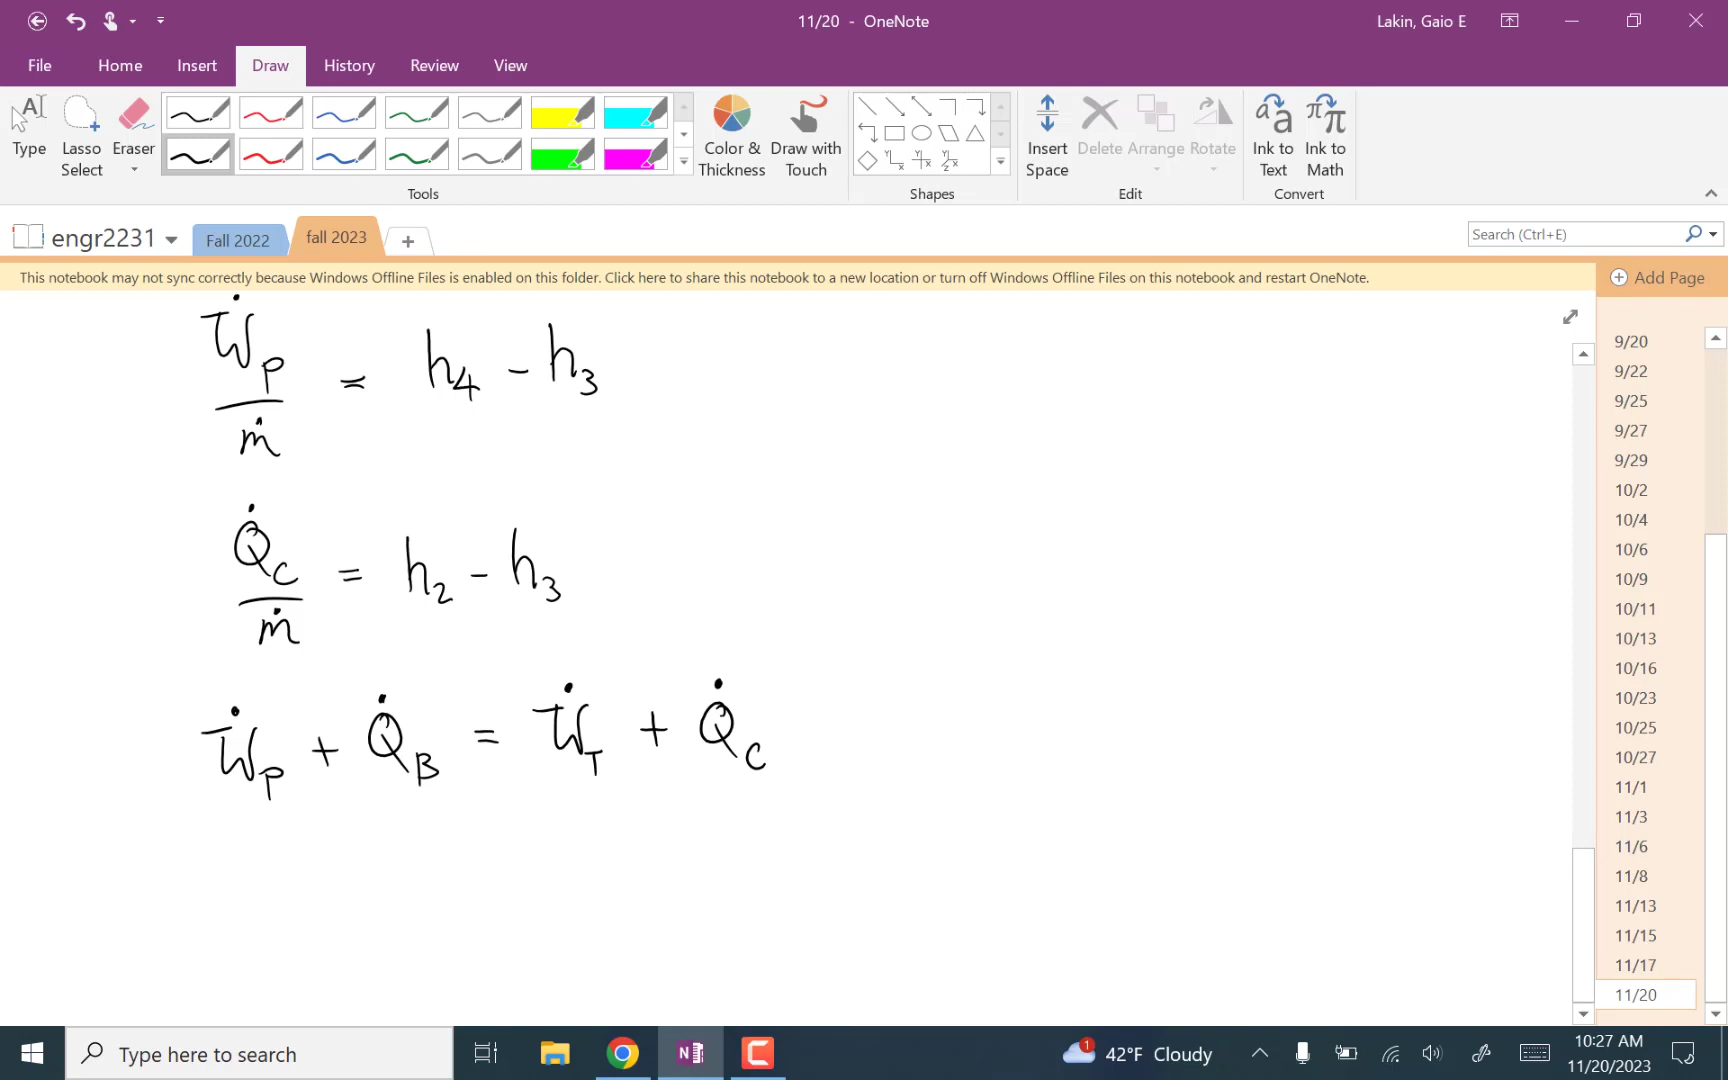 11/20 - OneNote
Lakin, Gaio E
File Home Insert Draw History Review View
Type
Lasso Select
Eraser
Color & Thickness
Draw with Touch
Insert Space
Delete Arrange Rotate
Ink to Text
Ink to Math
Tools Shapes Edit Convert
engr2231 Fall 2022 fall 2023 +
Search (Ctrl+E)
This notebook may not sync correctly because Windows Offline Files is enabled on this folder. Click here to share this notebook to a new location or turn off Windows Offline Files on this notebook and restart OneNote.
Add Page
Ẇp/ṁ = h4 - h3
Q̇c/ṁ = h2 - h3
Ẇp + Q̇B = ẆT + Q̇C
9/20
9/22
9/25
9/27
9/29
10/2
10/4
10/6
10/9
10/11
10/13
10/16
10/23
10/25
10/27
11/1
11/3
11/6
11/8
11/13
11/15
11/17
11/20
Type here to search
N
1
42°F Cloudy
10:27 AM
11/20/2023